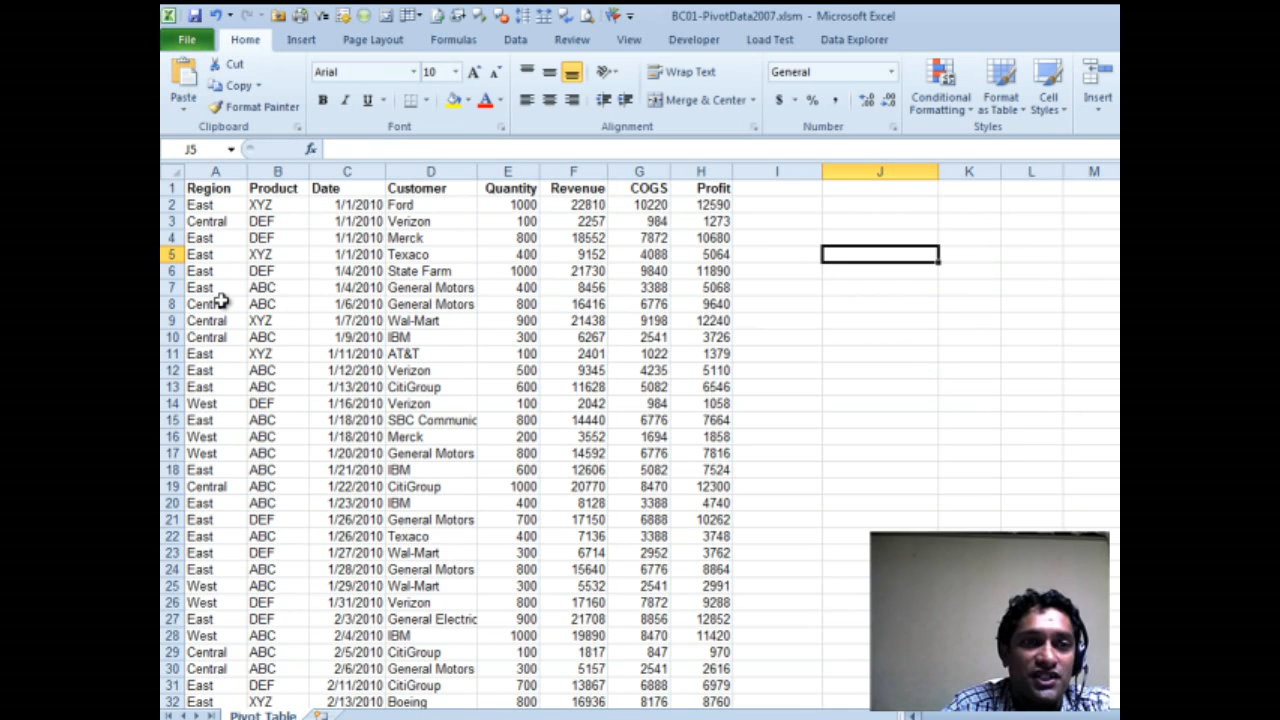 BC01-PivotData2007.xlsm - Microsoft Excel
File Home Insert Page Layout Formulas Data Review View Developer Load Test Data Explorer
Cut
Copy
Format Painter
Paste
Arial 10
B I U
Wrap Text
Merge & Center
General
$ % ,
Conditional Formatting
Format as Table
Cell Styles
Insert
Clipboard Font Alignment Number Styles
J5 fx
A B C D E F G H I J K L M
1 Region Product Date Customer Quantity Revenue COGS Profit
2 East XYZ 1/1/2010 Ford 1000 22810 10220 12590
3 Central DEF 1/1/2010 Verizon 100 2257 984 1273
4 East DEF 1/1/2010 Merck 800 18552 7872 10680
5 East XYZ 1/1/2010 Texaco 400 9152 4088 5064
6 East DEF 1/4/2010 State Farm 1000 21730 9840 11890
7 East ABC 1/4/2010 General Motors 400 8456 3388 5068
8 Central ABC 1/6/2010 General Motors 800 16416 6776 9640
9 Central XYZ 1/7/2010 Wal-Mart 900 21438 9198 12240
10 Central ABC 1/9/2010 IBM 300 6267 2541 3726
11 East XYZ 1/11/2010 AT&T 100 2401 1022 1379
12 East ABC 1/12/2010 Verizon 500 9345 4235 5110
13 East ABC 1/13/2010 CitiGroup 600 11628 5082 6546
14 West DEF 1/16/2010 Verizon 100 2042 984 1058
15 East ABC 1/18/2010 SBC Communic 800 14440 6776 7664
16 West ABC 1/18/2010 Merck 200 3552 1694 1858
17 West ABC 1/20/2010 General Motors 800 14592 6776 7816
18 East ABC 1/21/2010 IBM 600 12606 5082 7524
19 Central ABC 1/22/2010 CitiGroup 1000 20770 8470 12300
20 East ABC 1/23/2010 IBM 400 8128 3388 4740
21 East DEF 1/26/2010 General Motors 700 17150 6888 10262
22 East ABC 1/26/2010 Texaco 400 7136 3388 3748
23 East DEF 1/27/2010 Wal-Mart 300 6714 2952 3762
24 East ABC 1/28/2010 General Motors 800 15640 6776 8864
25 West ABC 1/29/2010 Wal-Mart 300 5532 2541 2991
26 West DEF 1/31/2010 Verizon 800 17160 7872 9288
27 East DEF 2/3/2010 General Electric 900 21708 8856 12852
28 West ABC 2/4/2010 IBM 1000 19890 8470 11420
29 Central ABC 2/5/2010 CitiGroup 100 1817 847 970
30 Central ABC 2/6/2010 General Motors 300 5157 2541 2616
31 East DEF 2/11/2010 CitiGroup 700 13867 6888 6979
32 East XYZ 2/13/2010 Boeing 800 16936 8176 8760
Pivot Table